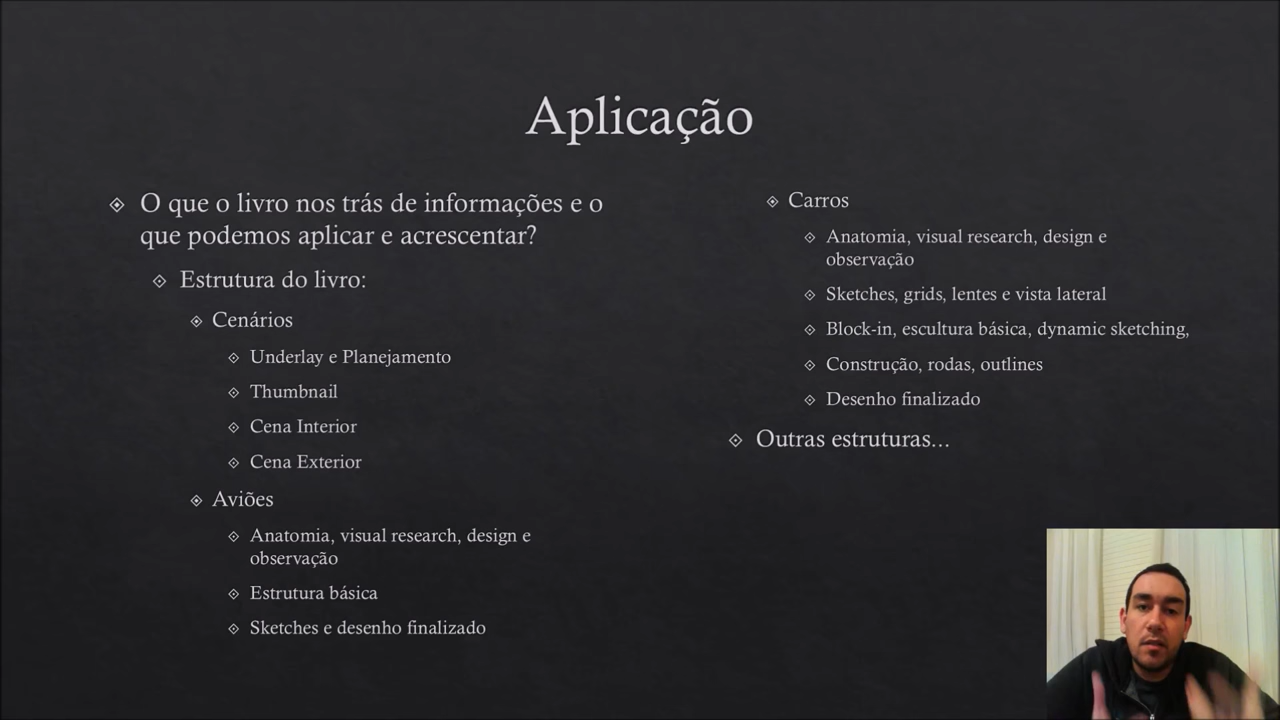 Aplicação
O que o livro nos trás de informações e o
que podemos aplicar e acrescentar?
Estrutura do livro:
Cenários
Underlay e Planejamento
Thumbnail
Cena Interior
Cena Exterior
Aviões
Anatomia, visual research, design e
observação
Estrutura básica
Sketches e desenho finalizado
Carros
Anatomia, visual research, design e
observação
Sketches, grids, lentes e vista lateral
Block-in, escultura básica, dynamic sketching,
Construção, rodas, outlines
Desenho finalizado
Outras estruturas...